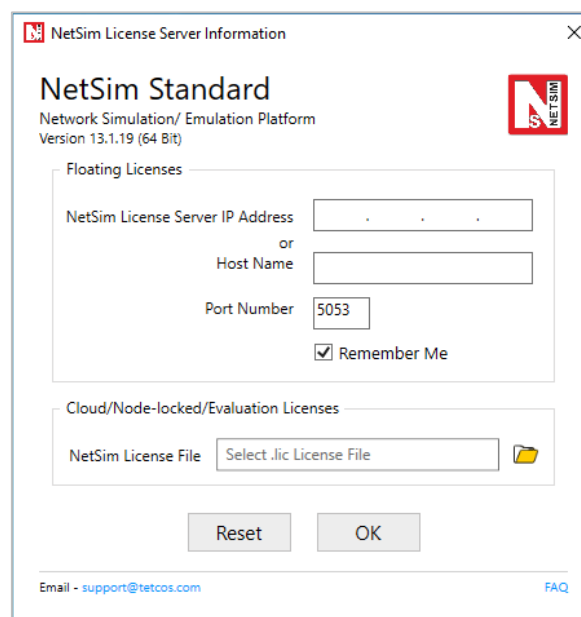 NetSim License Server Information
NetSim Standard
Network Simulation/ Emulation Platform
Version 13.1.19 (64 Bit)
NS NETSIM
Floating Licenses
NetSim License Server IP Address . . .
or
Host Name
Port Number 5053
Remember Me
Cloud/Node-locked/Evaluation Licenses
NetSim License File Select .lic License File
Reset OK
Email - support@tetcos.com FAQ